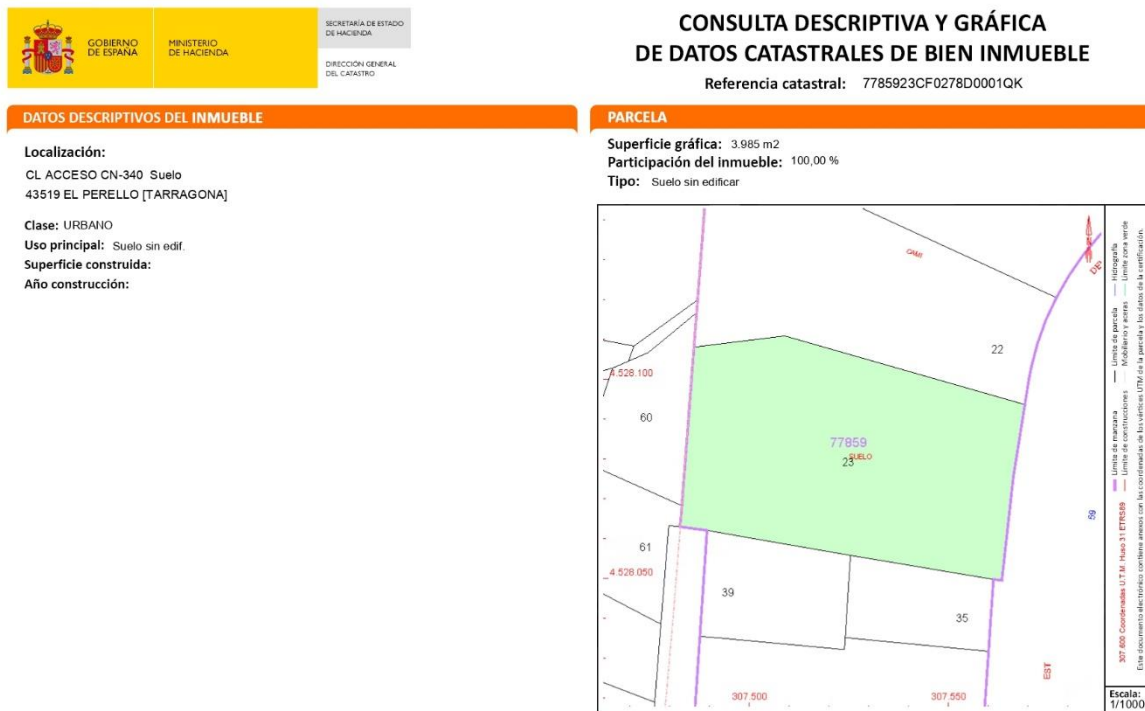 GOBIERNO
DE ESPAÑA
MINISTERIO
DE HACIENDA
SECRETARÍA DE ESTADO
DE HACIENDA
DIRECCIÓN GENERAL
DEL CATASTRO
CONSULTA DESCRIPTIVA Y GRÁFICA
DE DATOS CATASTRALES DE BIEN INMUEBLE
Referencia catastral: 7785923CF0278D0001QK
DATOS DESCRIPTIVOS DEL INMUEBLE
Localización:
CL ACCESO CN-340 Suelo
43519 EL PERELLO [TARRAGONA]
Clase: URBANO
Uso principal: Suelo sin edif.
Superficie construida:
Año construcción:
PARCELA
Superficie gráfica: 3.985 m2
Participación del inmueble: 100,00 %
Tipo: Suelo sin edificar
CAMI
DE
22
4.528.100
60
77859
SUELO
23
59
61
4.528.050
39
35
EST
307.500
307.550
Límite de manzana
Límite de parcela
Hidrografía
Límite de construcciones
Mobiliario y aceras
Límite zona verde
307.600 Coordenadas U.T.M. Huso 31 ETRS89
Este documento electrónico contiene anexos con las coordenadas de los vértices UTM de la parcela y los datos de la certificación.
Escala:
1/1000